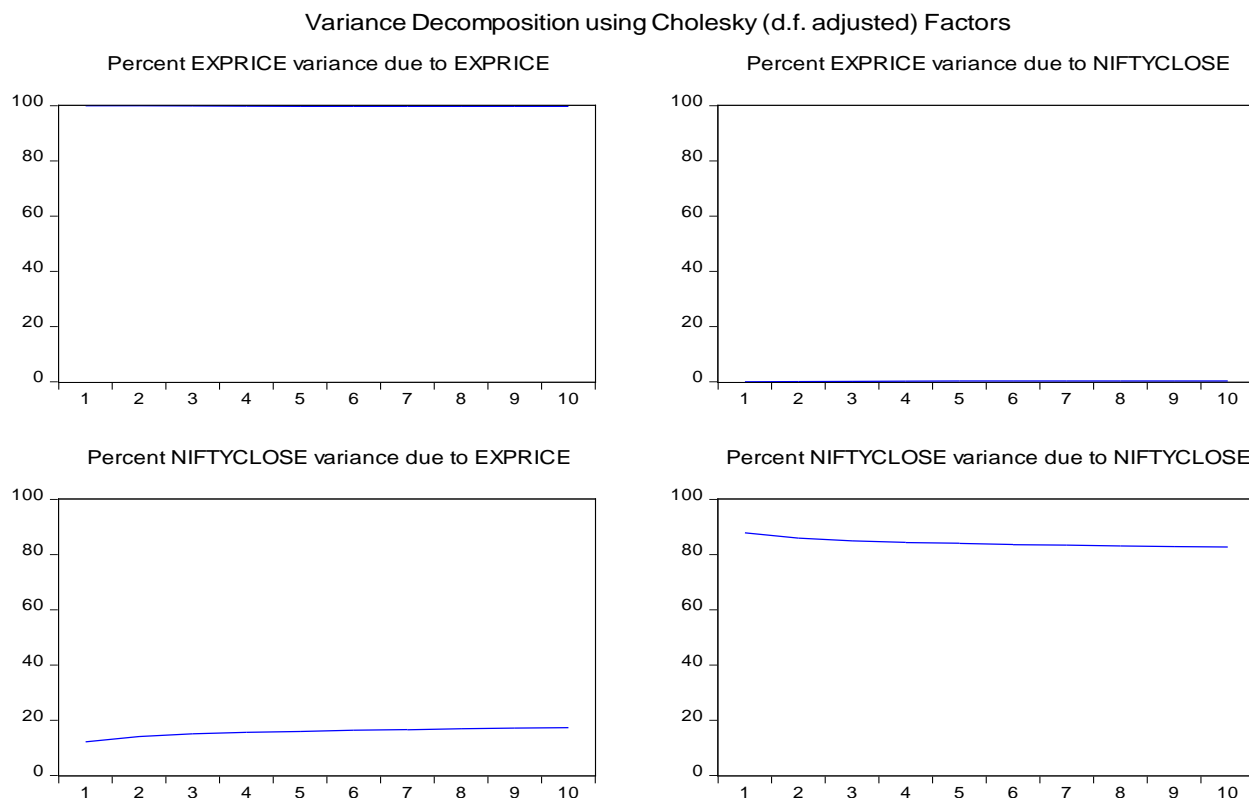 Variance Decomposition using Cholesky (d.f. adjusted) Factors
Percent EXPRICE variance due to EXPRICE
100
80
60
40
20
0
1 2 3 4 5 6 7 8 9 10
Percent EXPRICE variance due to NIFTYCLOSE
100
80
60
40
20
0
1 2 3 4 5 6 7 8 9 10
Percent NIFTYCLOSE variance due to EXPRICE
100
80
60
40
20
0
1 2 3 4 5 6 7 8 9 10
Percent NIFTYCLOSE variance due to NIFTYCLOSE
100
80
60
40
20
0
1 2 3 4 5 6 7 8 9 10